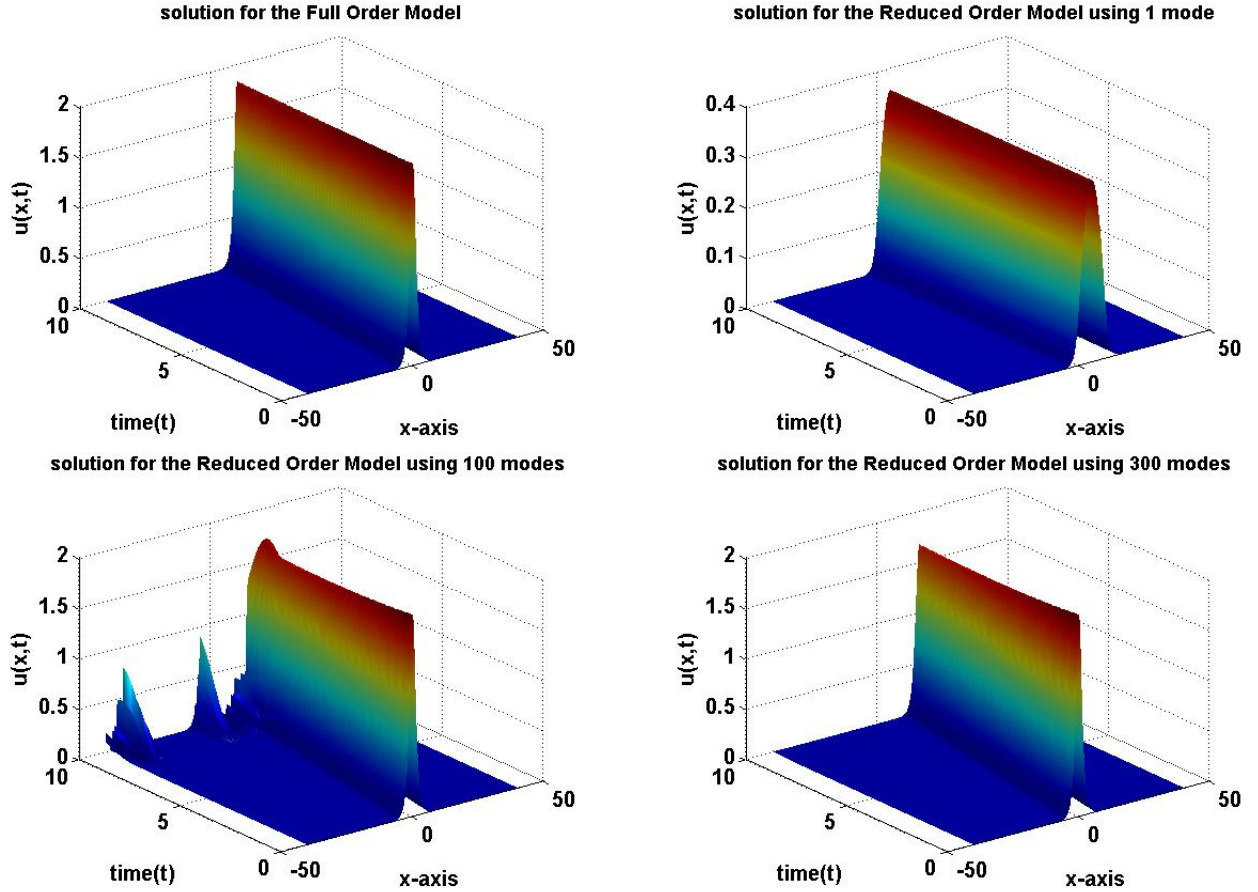 solution for the Full Order Model
2
1.5
1
0.5
0
u(x,t)
10
5
0
time(t)
-50
0
50
x-axis
solution for the Reduced Order Model using 1 mode
0.4
0.3
0.2
0.1
0
u(x,t)
10
5
0
time(t)
-50
0
50
x-axis
solution for the Reduced Order Model using 100 modes
2
1.5
1
0.5
0
u(x,t)
10
5
0
time(t)
-50
0
50
x-axis
solution for the Reduced Order Model using 300 modes
2
1.5
1
0.5
0
u(x,t)
10
5
0
time(t)
-50
0
50
x-axis